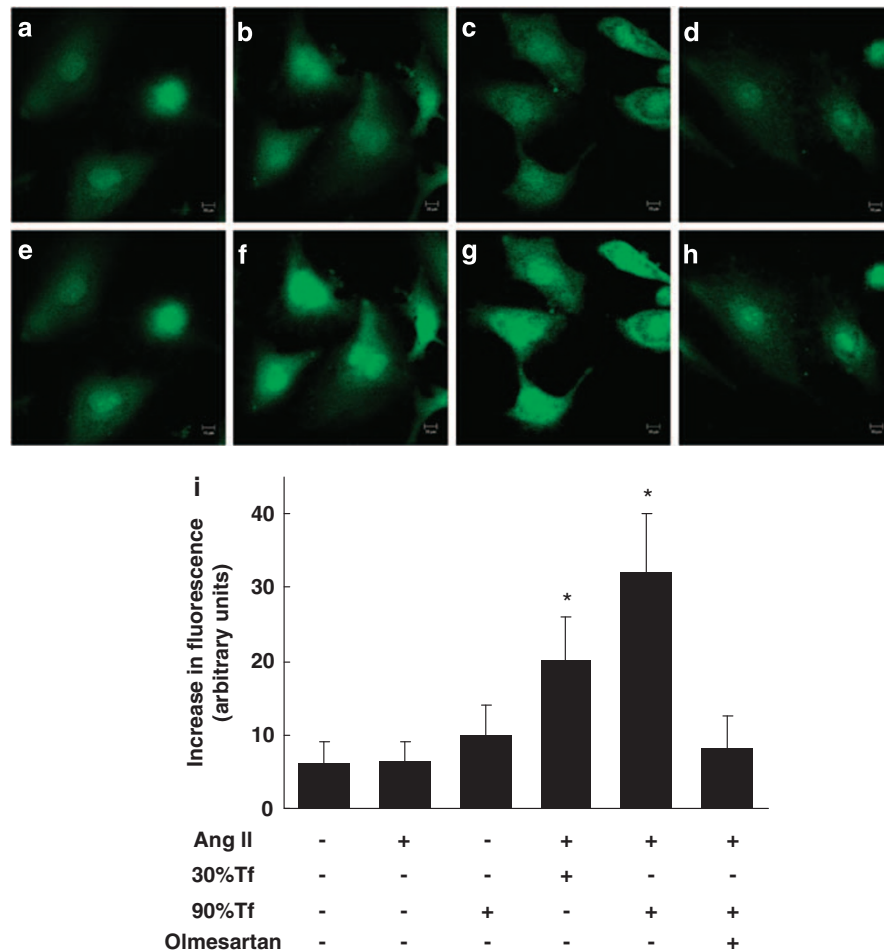 a b c d
e f g h
i
Increase in fluorescence
(arbitrary units)
40
30
20
10
0
*
*
Ang II - + - + + +
30%Tf - - - + - -
90%Tf - - + - + +
Olmesartan - - - - - +